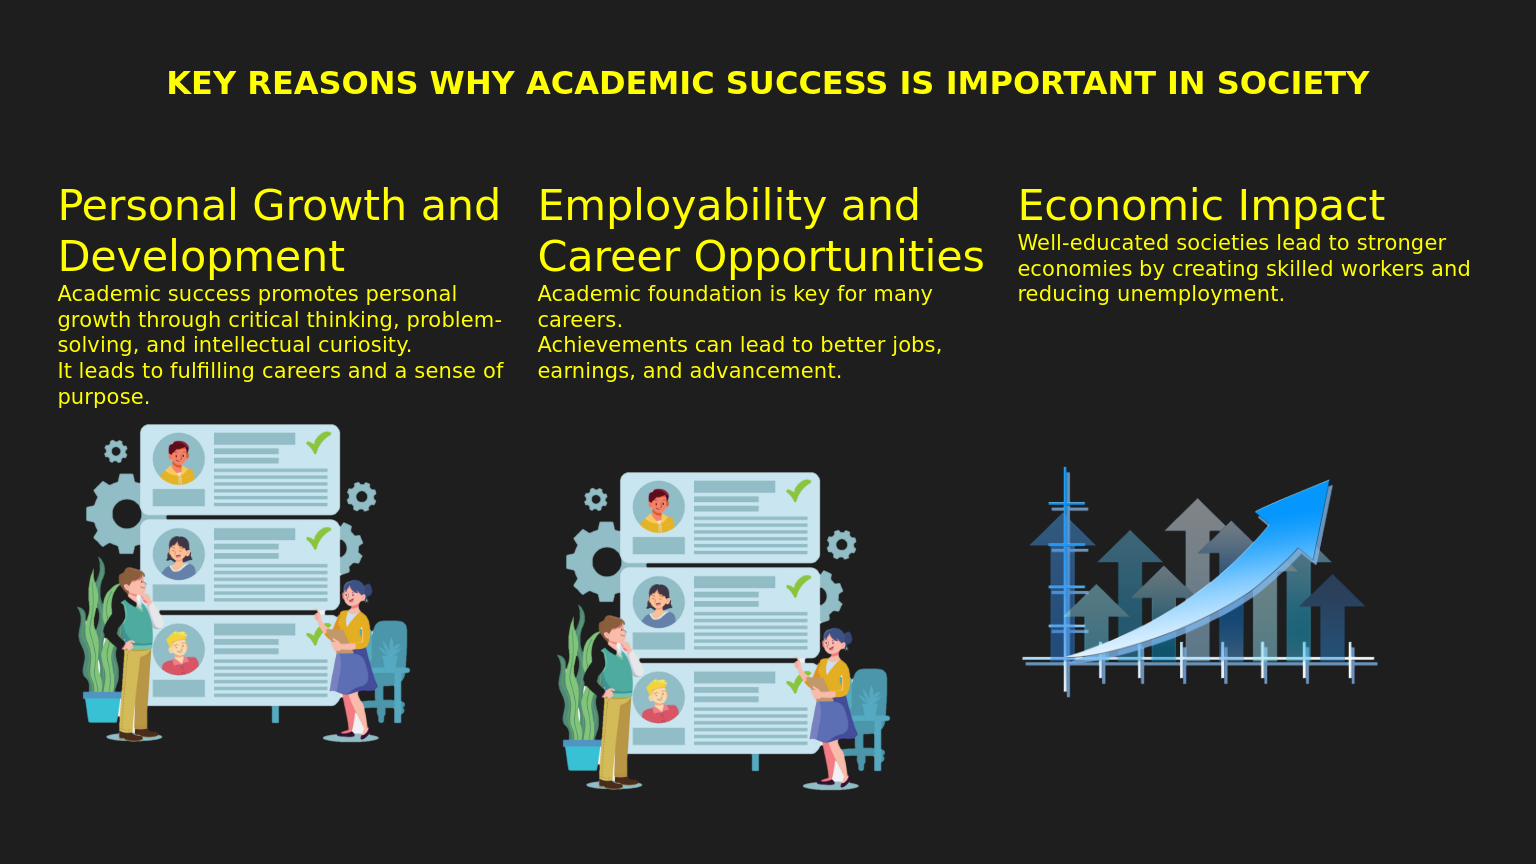 KEY REASONS WHY ACADEMIC SUCCESS IS IMPORTANT IN SOCIETY
Personal Growth and
Development
Academic success promotes personal
growth through critical thinking, problem-
solving, and intellectual curiosity.
It leads to fulfilling careers and a sense of
purpose.
Employability and
Career Opportunities
Academic foundation is key for many
careers.
Achievements can lead to better jobs,
earnings, and advancement.
Economic Impact
Well-educated societies lead to stronger
economies by creating skilled workers and
reducing unemployment.